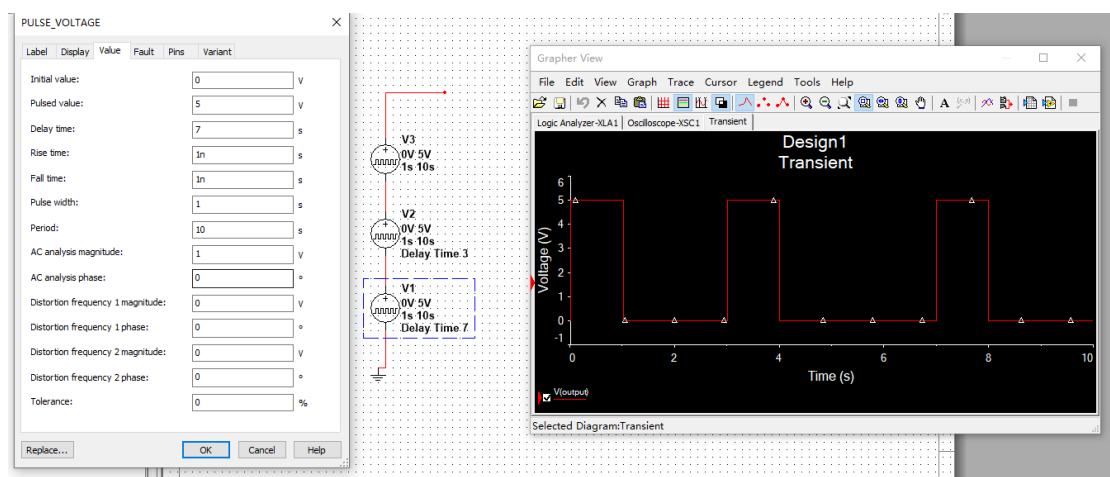 PULSE_VOLTAGE
Label Display Value Fault Pins Variant
Initial value: 0 V
Pulsed value: 5 V
Delay time: 7 s
Rise time: 1n s
Fall time: 1n s
Pulse width: 1 s
Period: 10 s
AC analysis magnitude: 1 V
AC analysis phase: 0 °
Distortion frequency 1 magnitude: 0 V
Distortion frequency 1 phase: 0 °
Distortion frequency 2 magnitude: 0 V
Distortion frequency 2 phase: 0 °
Tolerance: 0 %
Replace... OK Cancel Help
V3
0V 5V
1s 10s
V2
0V 5V
1s 10s
Delay Time 3
V1
0V 5V
1s 10s
Delay Time 7
Grapher View
File Edit View Graph Trace Cursor Legend Tools Help
Logic Analyzer-XLA1 Oscilloscope-XSC1 Transient
Design1
Transient
Voltage (V)
6
5
4
3
2
1
0
-1
0 2 4 6 8 10
Time (s)
V(output)
Selected Diagram:Transient